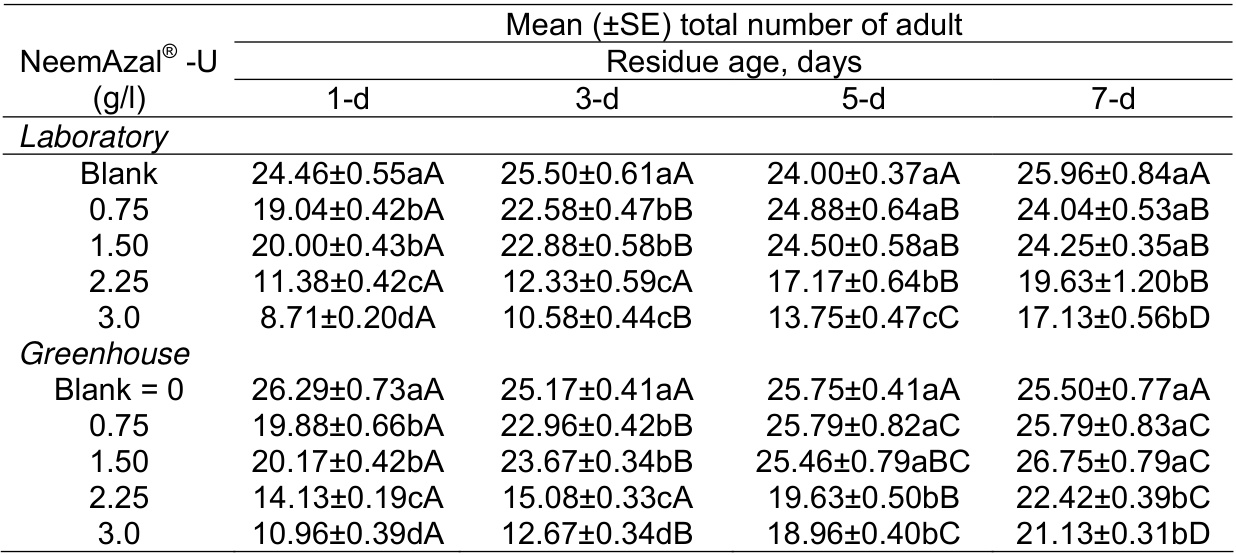 Mean (±SE) total number of adult
NeemAzal® -U
(g/l)
Residue age, days
1-d 3-d 5-d 7-d
Laboratory
Blank 24.46±0.55aA 25.50±0.61aA 24.00±0.37aA 25.96±0.84aA
0.75 19.04±0.42bA 22.58±0.47bB 24.88±0.64aB 24.04±0.53aB
1.50 20.00±0.43bA 22.88±0.58bB 24.50±0.58aB 24.25±0.35aB
2.25 11.38±0.42cA 12.33±0.59cA 17.17±0.64bB 19.63±1.20bB
3.0 8.71±0.20dA 10.58±0.44cB 13.75±0.47cC 17.13±0.56bD
Greenhouse
Blank = 0 26.29±0.73aA 25.17±0.41aA 25.75±0.41aA 25.50±0.77aA
0.75 19.88±0.66bA 22.96±0.42bB 25.79±0.82aC 25.79±0.83aC
1.50 20.17±0.42bA 23.67±0.34bB 25.46±0.79aBC 26.75±0.79aC
2.25 14.13±0.19cA 15.08±0.33cA 19.63±0.50bB 22.42±0.39bC
3.0 10.96±0.39dA 12.67±0.34dB 18.96±0.40bC 21.13±0.31bD